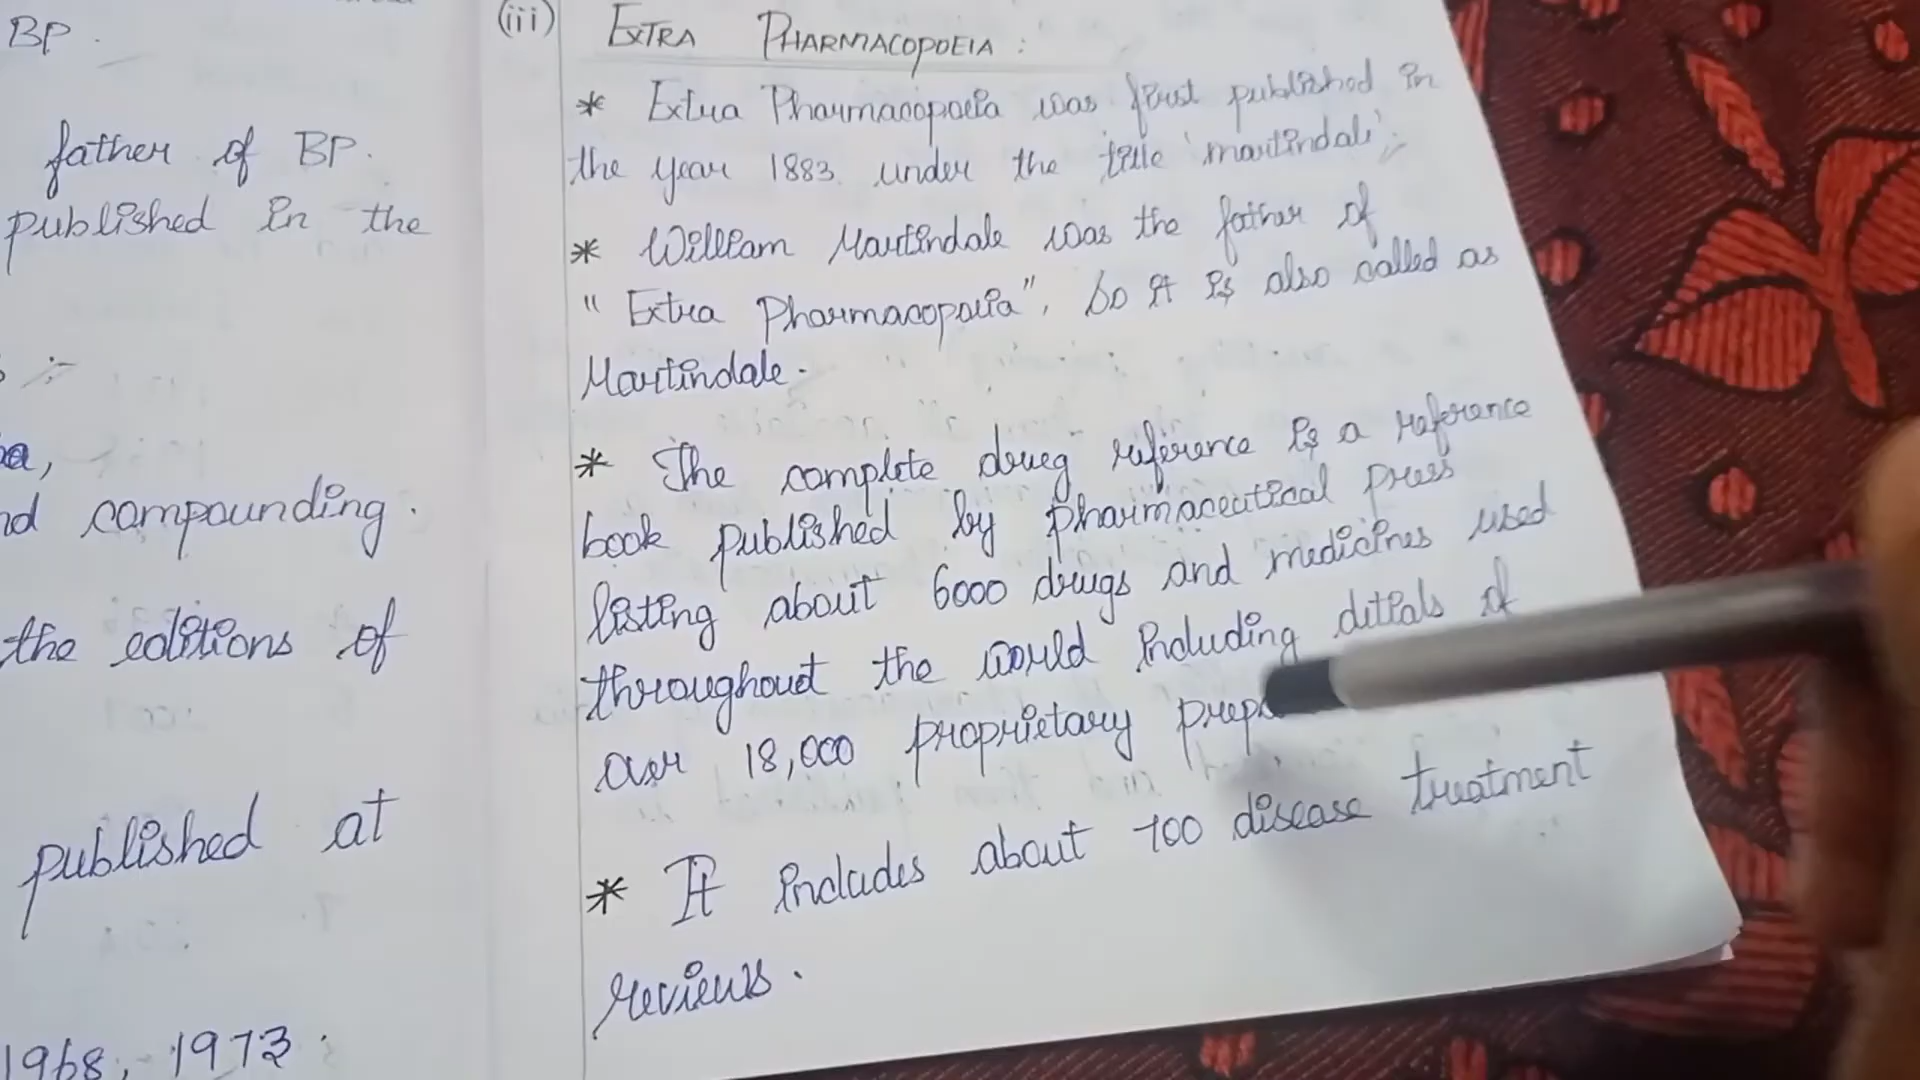 BP.
father of BP.
published in the
nd compounding.
the editions of
published at
1968, 1973.
(iii) EXTRA PHARMACOPOEIA :
* Extra Pharmacopoeia was first published in
the year 1883 under the title 'martindale'.
* William Martindale was the father of
"Extra Pharmacopoeia", So it is also called as
Martindale.
* The complete drug reference is a reference
book published by pharmaceutical press
listing about 6000 drugs and medicines used
throughout the world including ditials of
over 18,000 proprietary prepa
* It includes about 700 disease treatment
reviews.